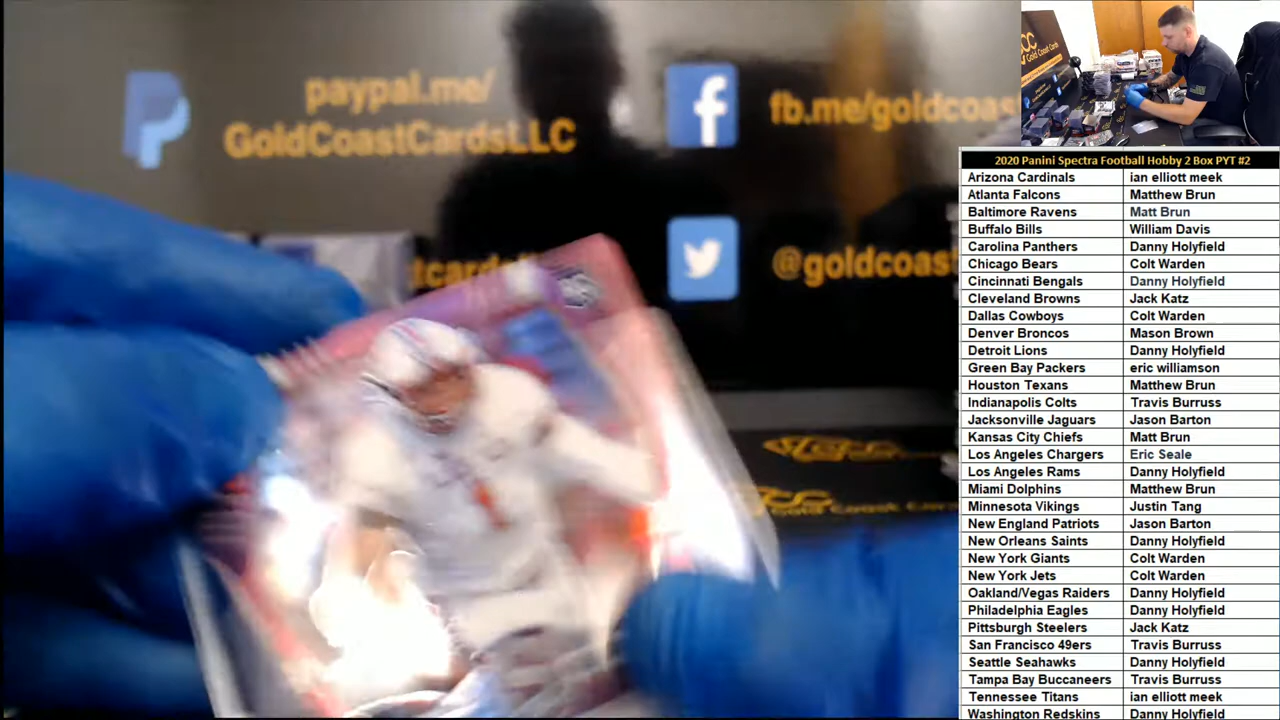 paypal.me/
GoldCoastCardsLLC
fb.me/goldcoas
@goldcoas
2020 Panini Spectra Football Hobby 2 Box PYT #2
Arizona Cardinals ian elliott meek
Atlanta Falcons Matthew Brun
Baltimore Ravens Matt Brun
Buffalo Bills William Davis
Carolina Panthers Danny Holyfield
Chicago Bears Colt Warden
Cincinnati Bengals Danny Holyfield
Cleveland Browns Jack Katz
Dallas Cowboys Colt Warden
Denver Broncos Mason Brown
Detroit Lions Danny Holyfield
Green Bay Packers eric williamson
Houston Texans Matthew Brun
Indianapolis Colts Travis Burruss
Jacksonville Jaguars Jason Barton
Kansas City Chiefs Matt Brun
Los Angeles Chargers Eric Seale
Los Angeles Rams Danny Holyfield
Miami Dolphins Matthew Brun
Minnesota Vikings Justin Tang
New England Patriots Jason Barton
New Orleans Saints Danny Holyfield
New York Giants Colt Warden
New York Jets Colt Warden
Oakland/Vegas Raiders Danny Holyfield
Philadelphia Eagles Danny Holyfield
Pittsburgh Steelers Jack Katz
San Francisco 49ers Travis Burruss
Seattle Seahawks Danny Holyfield
Tampa Bay Buccaneers Travis Burruss
Tennessee Titans ian elliott meek
Washington Redskins Danny Holyfield